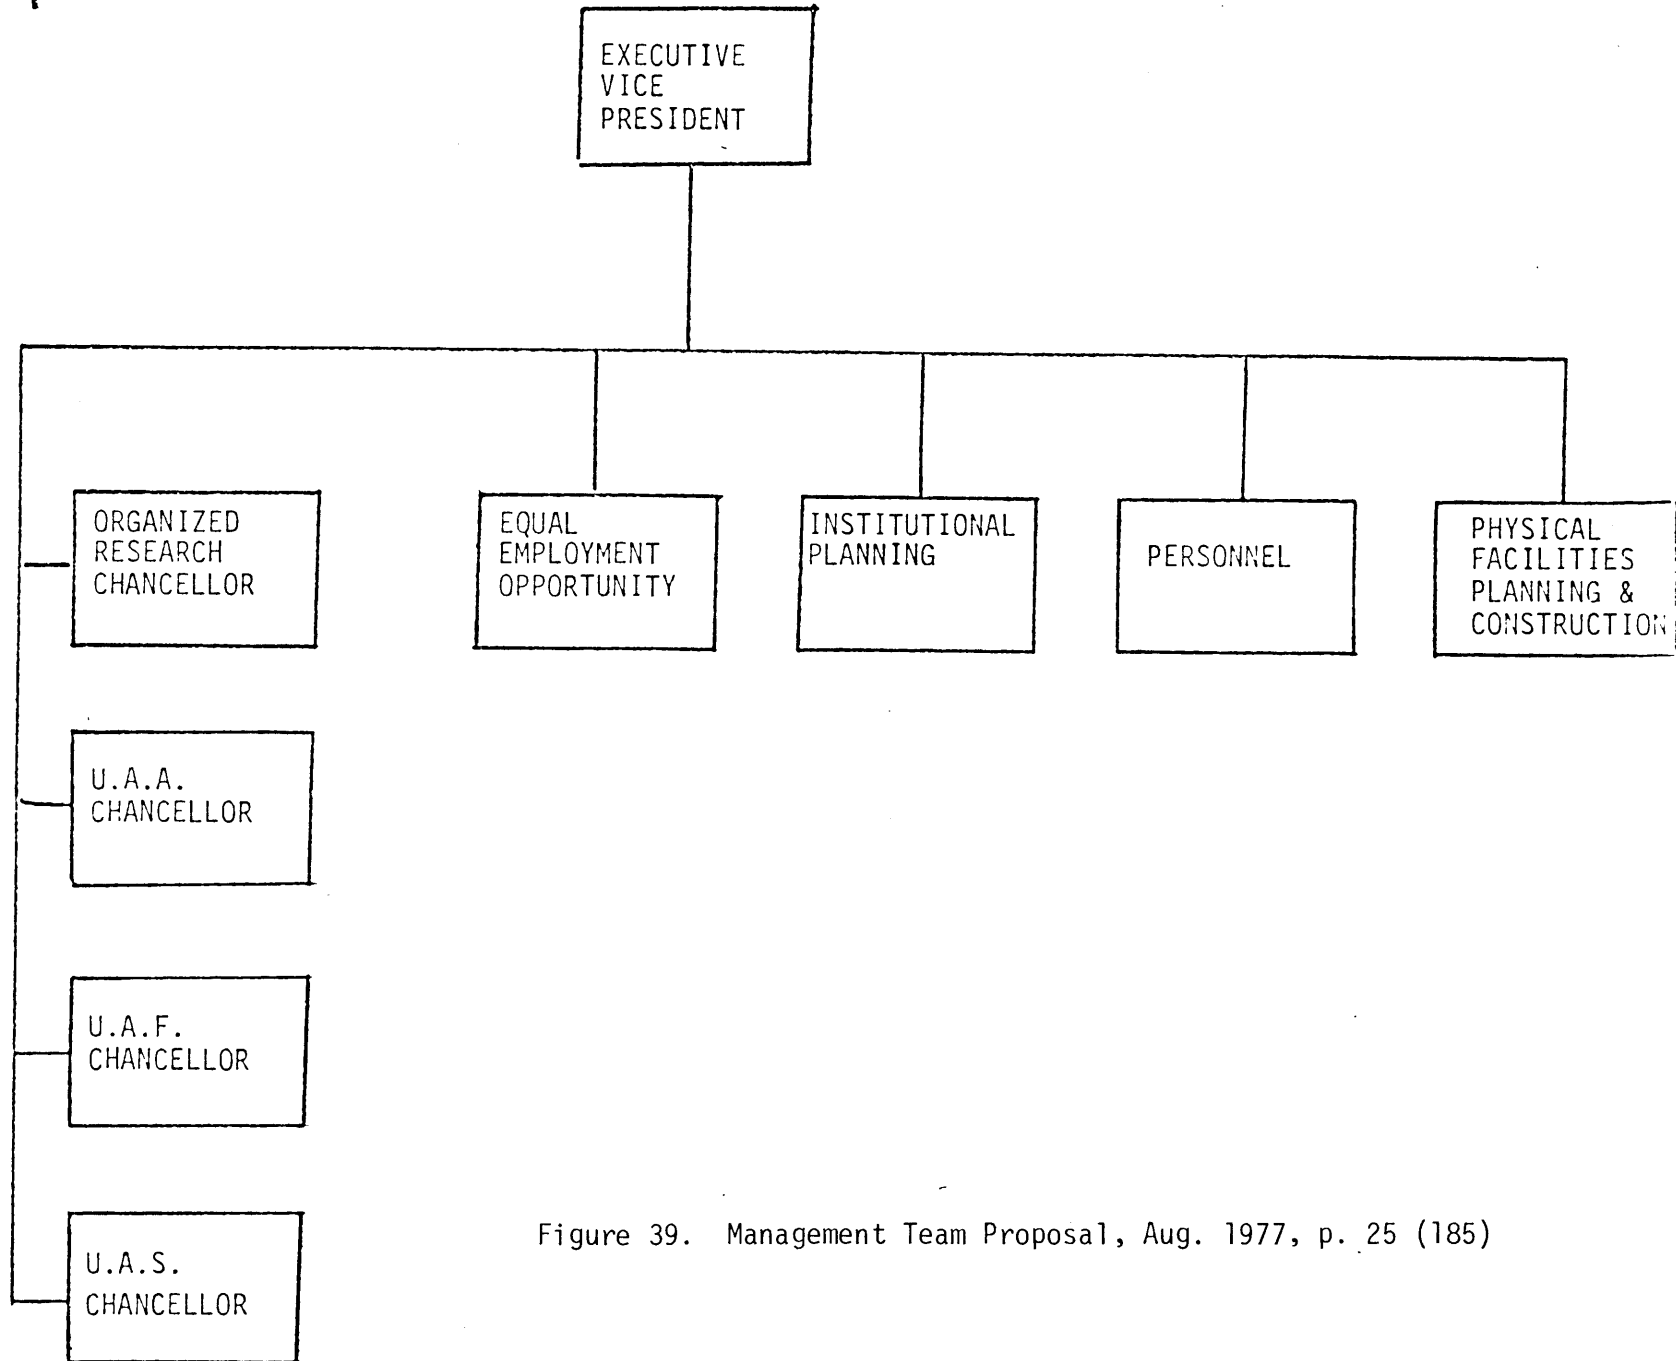 EXECUTIVE
VICE
PRESIDENT
ORGANIZED
RESEARCH
CHANCELLOR
EQUAL
EMPLOYMENT
OPPORTUNITY
INSTITUTIONAL
PLANNING
PERSONNEL
PHYSICAL
FACILITIES
PLANNING &
CONSTRUCTION
U.A.A.
CHANCELLOR
U.A.F.
CHANCELLOR
U.A.S.
CHANCELLOR
Figure 39. Management Team Proposal, Aug. 1977, p. 25 (185)